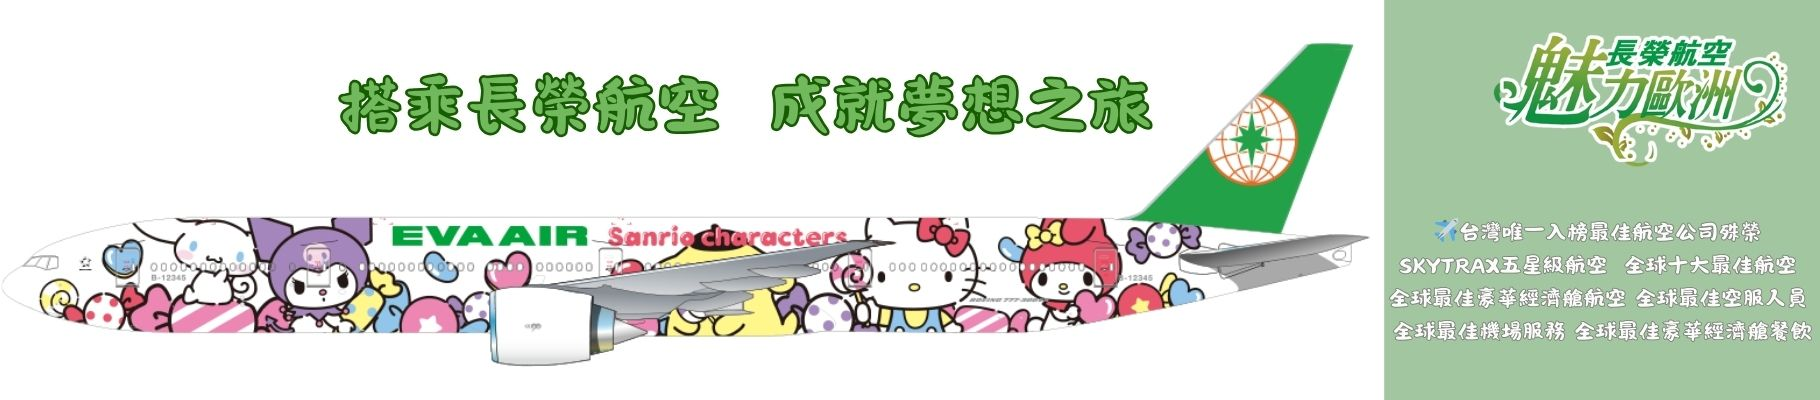 搭乘長榮航空 成就夢想之旅
EVA AIR Sanrio characters
B-12345
B-12345
長榮航空
魅力歐洲
✈️台灣唯一入榜最佳航空公司殊榮
SKYTRAX五星級航空 全球十大最佳航空
全球最佳豪華經濟艙航空 全球最佳空服人員
全球最佳機場服務 全球最佳豪華經濟艙餐飲